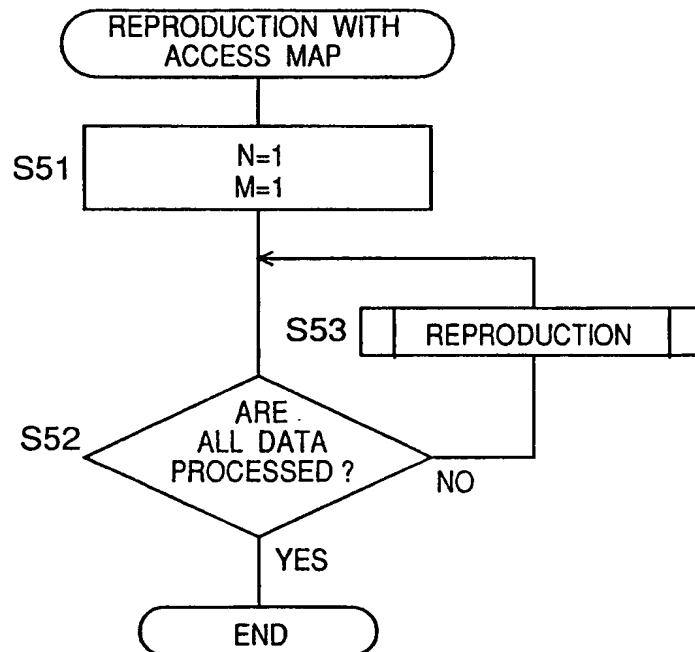 REPRODUCTION WITH
ACCESS MAP
S51
N=1
M=1
S53
REPRODUCTION
S52
ARE
ALL DATA
PROCESSED ?
NO
YES
END